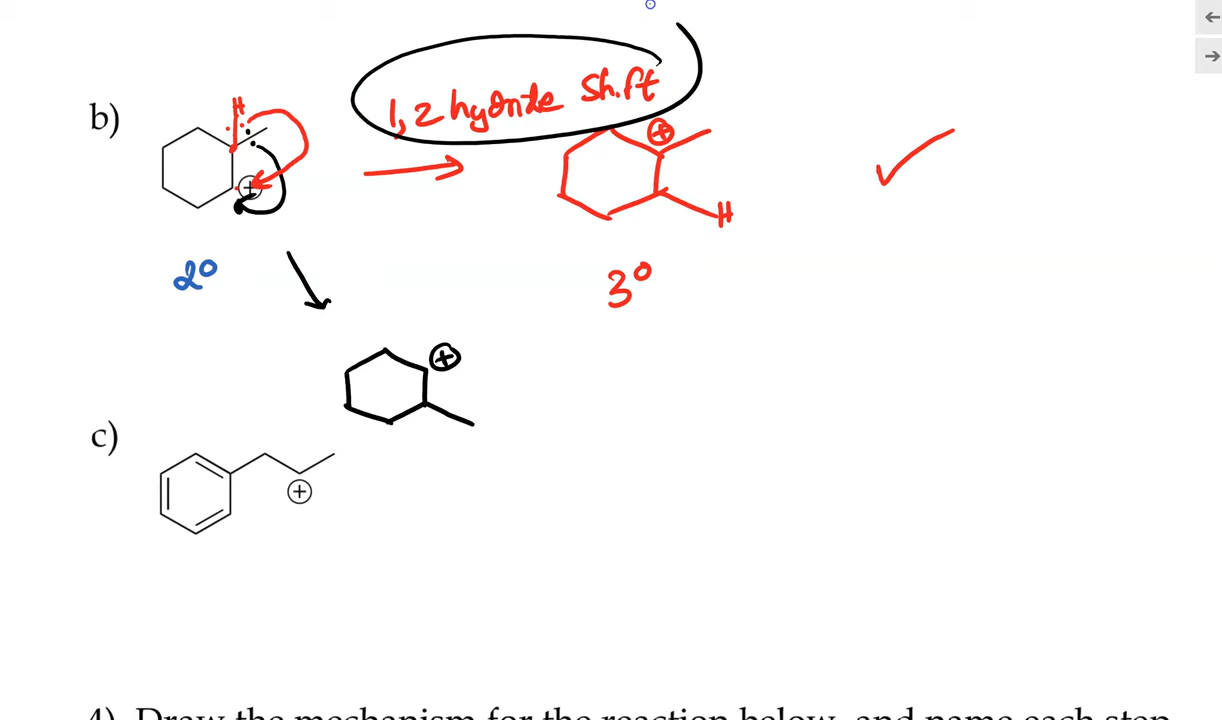 1,2 hydride shift
b)
H
+
+
H
2°
3°
+
c)
+
4) Draw the mechanism for the reaction below, and name each step